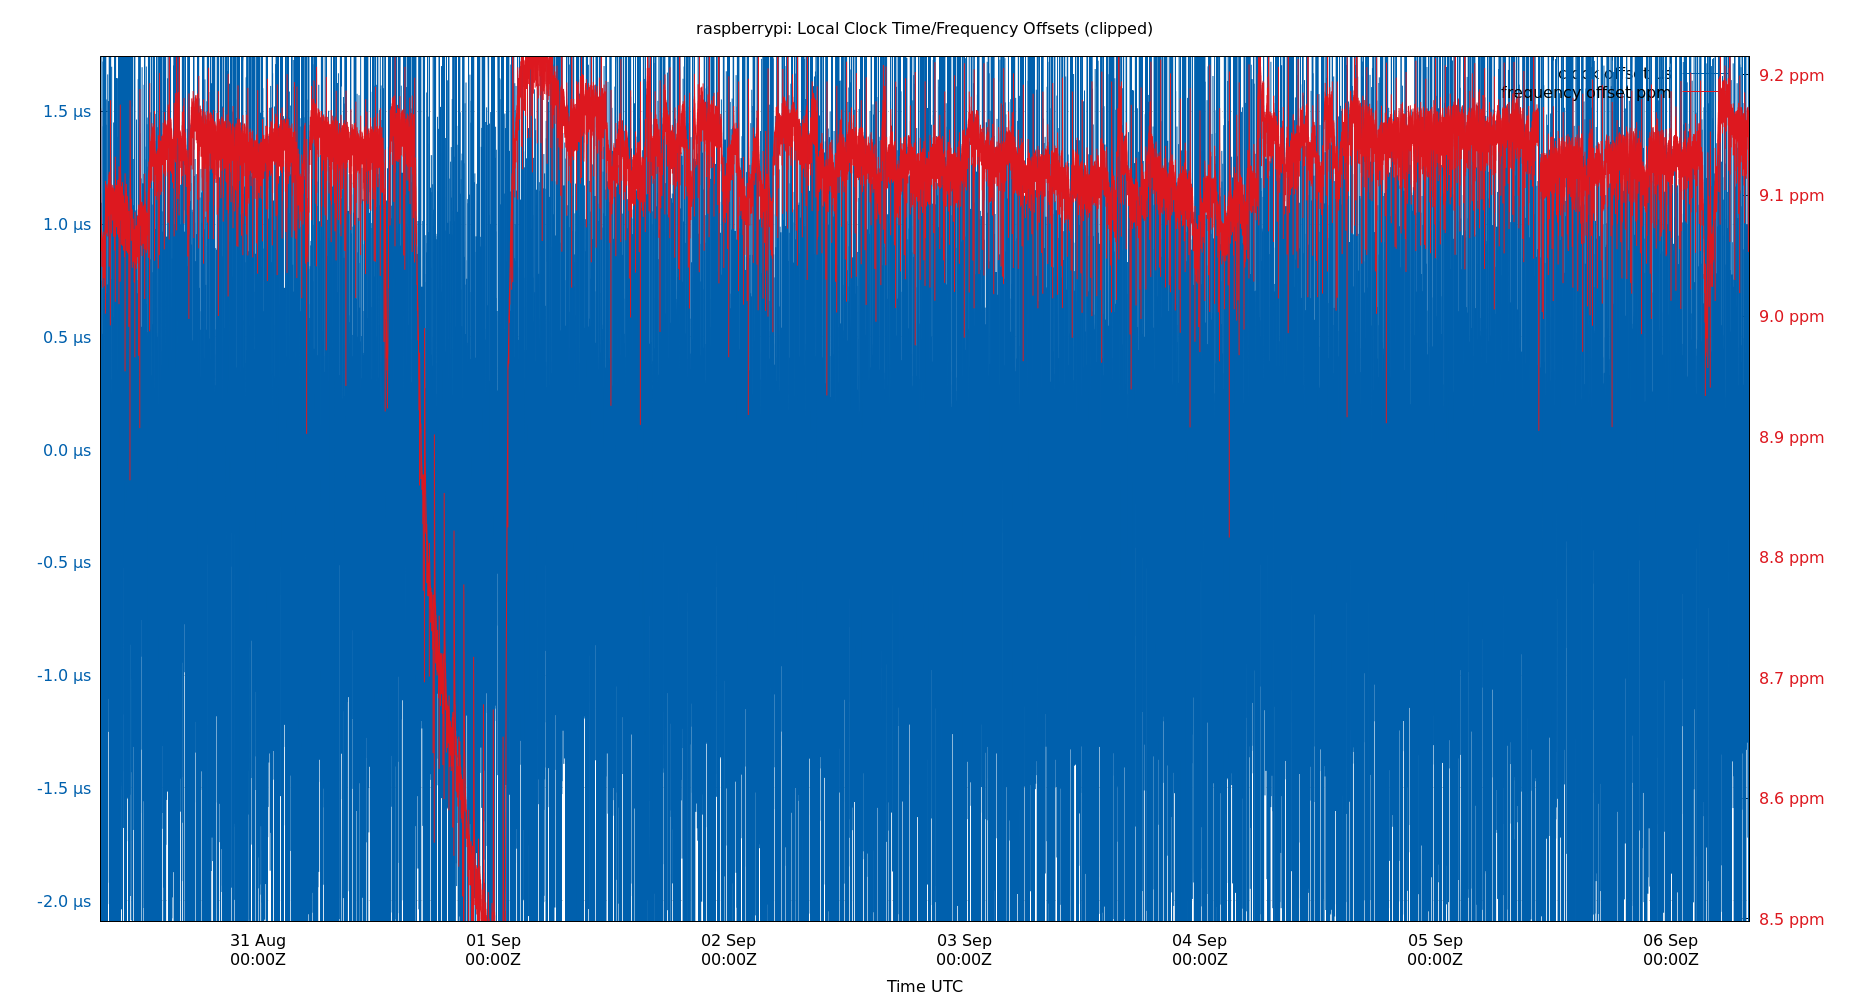 raspberrypi: Local Clock Time/Frequency Offsets (clipped)
clock offset µs
frequency offset ppm
1.5 µs
1.0 µs
0.5 µs
0.0 µs
-0.5 µs
-1.0 µs
-1.5 µs
-2.0 µs
9.2 ppm
9.1 ppm
9.0 ppm
8.9 ppm
8.8 ppm
8.7 ppm
8.6 ppm
8.5 ppm
31 Aug 01 Sep 02 Sep 03 Sep 04 Sep 05 Sep 06 Sep
00:00Z 00:00Z 00:00Z 00:00Z 00:00Z 00:00Z 00:00Z
Time UTC